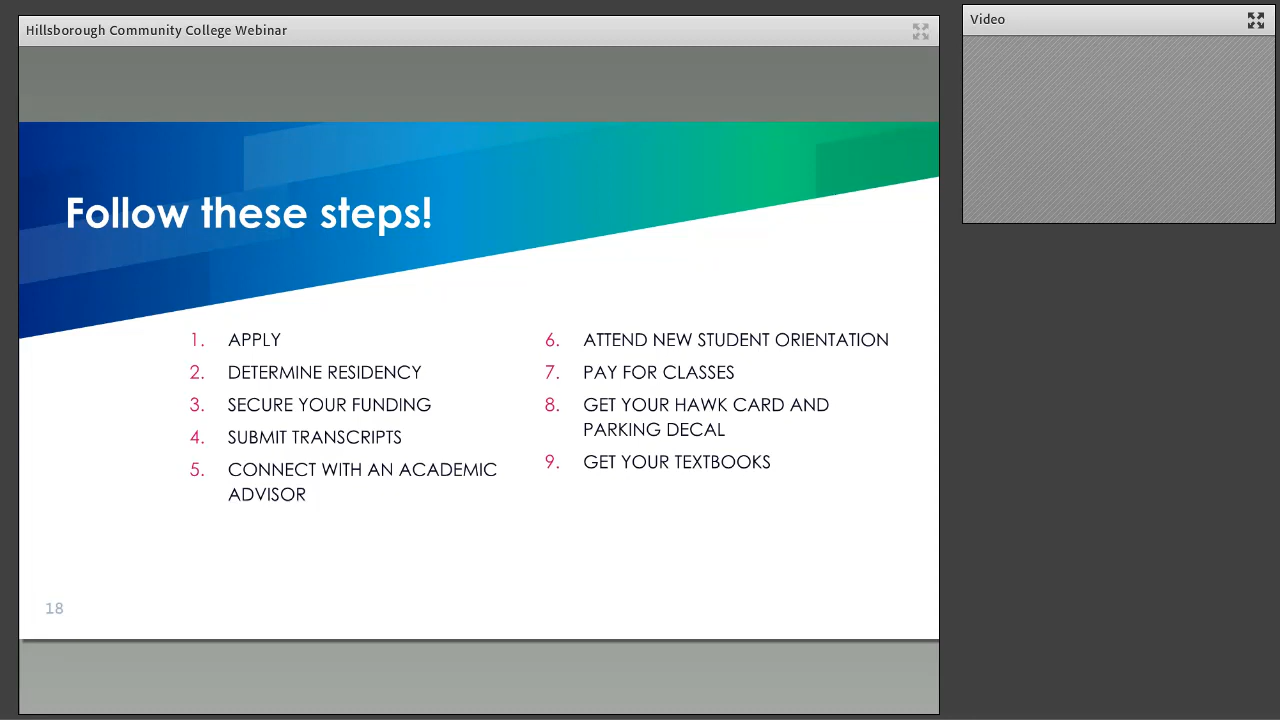 Hillsborough Community College Webinar
Video
Follow these steps!
1. APPLY
2. DETERMINE RESIDENCY
3. SECURE YOUR FUNDING
4. SUBMIT TRANSCRIPTS
5. CONNECT WITH AN ACADEMIC
ADVISOR
6. ATTEND NEW STUDENT ORIENTATION
7. PAY FOR CLASSES
8. GET YOUR HAWK CARD AND
PARKING DECAL
9. GET YOUR TEXTBOOKS
18